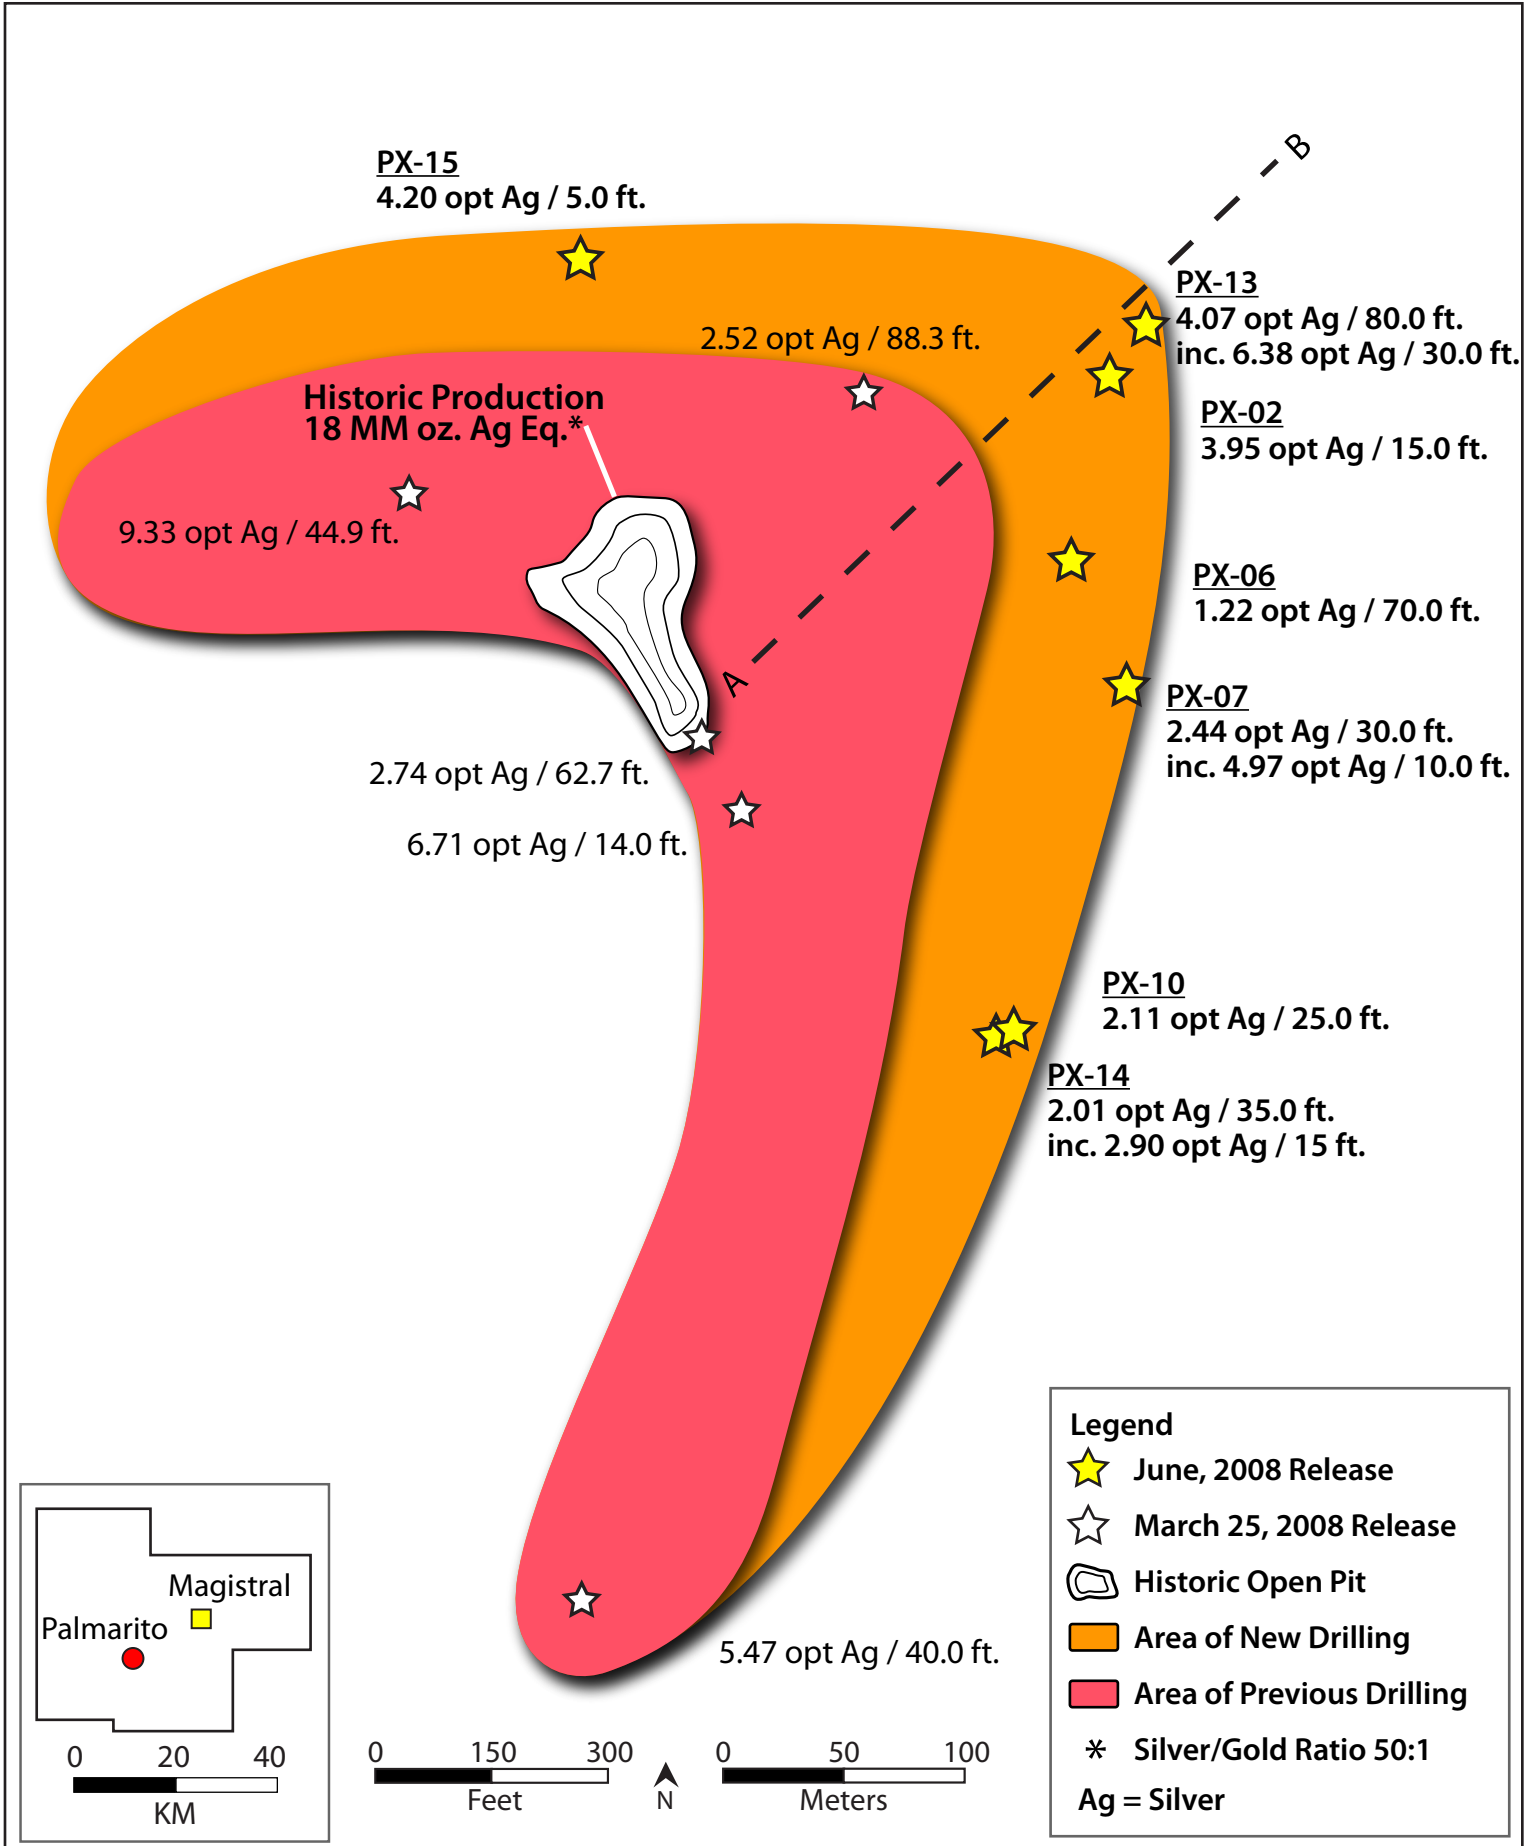 B
PX-15
4.20 opt Ag / 5.0 ft.
PX-13
4.07 opt Ag / 80.0 ft.
inc. 6.38 opt Ag / 30.0 ft.
2.52 opt Ag / 88.3 ft.
Historic Production
18 MM oz. Ag Eq.*
PX-02
3.95 opt Ag / 15.0 ft.
9.33 opt Ag / 44.9 ft.
PX-06
1.22 opt Ag / 70.0 ft.
A
PX-07
2.44 opt Ag / 30.0 ft.
inc. 4.97 opt Ag / 10.0 ft.
2.74 opt Ag / 62.7 ft.
6.71 opt Ag / 14.0 ft.
PX-10
2.11 opt Ag / 25.0 ft.
PX-14
2.01 opt Ag / 35.0 ft.
inc. 2.90 opt Ag / 15 ft.
5.47 opt Ag / 40.0 ft.
Legend
June, 2008 Release
March 25, 2008 Release
Historic Open Pit
Area of New Drilling
Area of Previous Drilling
* Silver/Gold Ratio 50:1
Ag = Silver
Magistral
Palmarito
0 20 40
KM
0 150 300
Feet
N
0 50 100
Meters